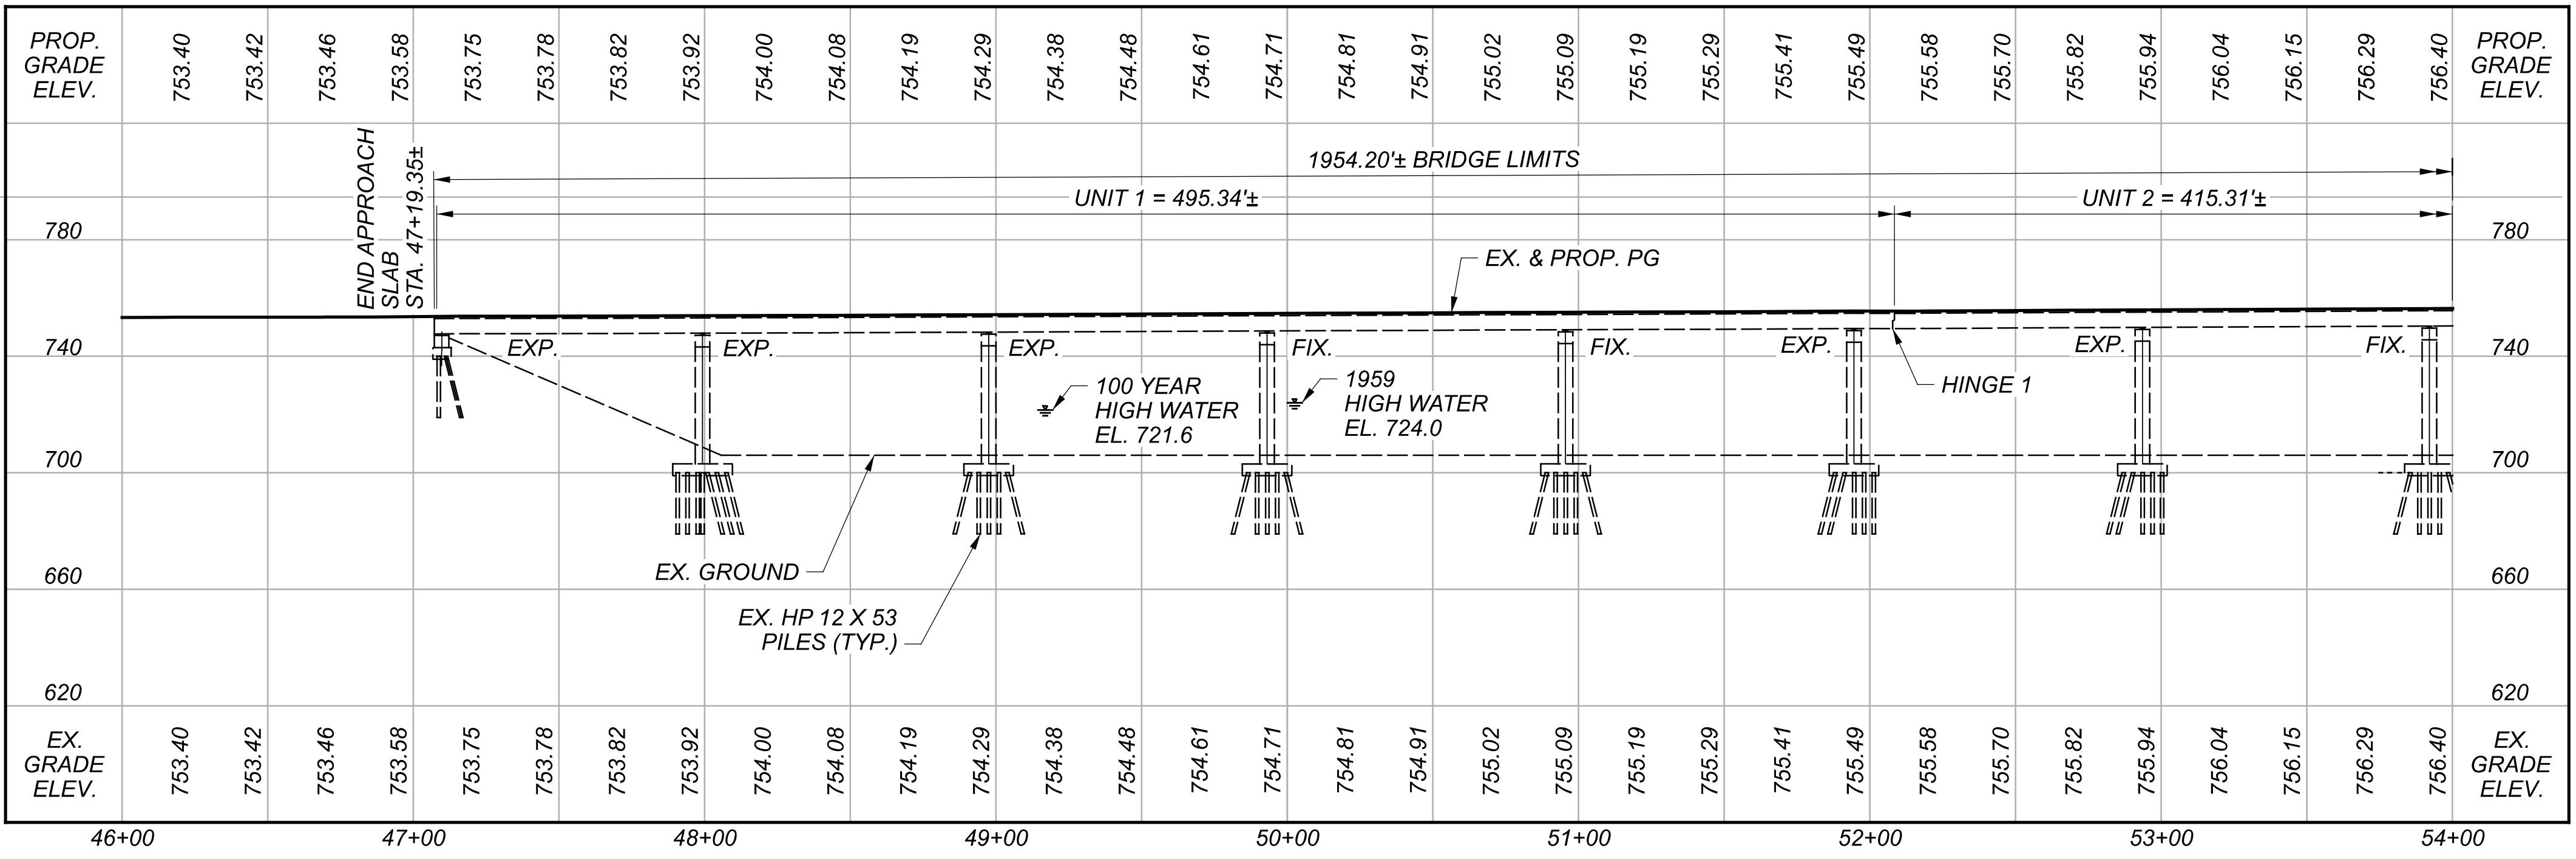 PROP.
GRADE
ELEV.
753.40
753.42
753.46
753.58
753.75
753.78
753.82
753.92
754.00
754.08
754.19
754.29
754.38
754.48
754.61
754.71
754.81
754.91
755.02
755.09
755.19
755.29
755.41
755.49
755.58
755.70
755.82
755.94
756.04
756.15
756.29
756.40
PROP.
GRADE
ELEV.
END APPROACH
SLAB
STA. 47+19.35±
1954.20'± BRIDGE LIMITS
UNIT 1 = 495.34'±
UNIT 2 = 415.31'±
780
780
EX. & PROP. PG
740
EXP.
EXP.
EXP.
FIX.
FIX.
EXP.
EXP.
FIX.
740
100 YEAR
HIGH WATER
EL. 721.6
1959
HIGH WATER
EL. 724.0
HINGE 1
700
700
EX. GROUND
660
660
EX. HP 12 X 53
PILES (TYP.)
620
620
EX.
GRADE
ELEV.
753.40
753.42
753.46
753.58
753.75
753.78
753.82
753.92
754.00
754.08
754.19
754.29
754.38
754.48
754.61
754.71
754.81
754.91
755.02
755.09
755.19
755.29
755.41
755.49
755.58
755.70
755.82
755.94
756.04
756.15
756.29
756.40
EX.
GRADE
ELEV.
46+00
47+00
48+00
49+00
50+00
51+00
52+00
53+00
54+00